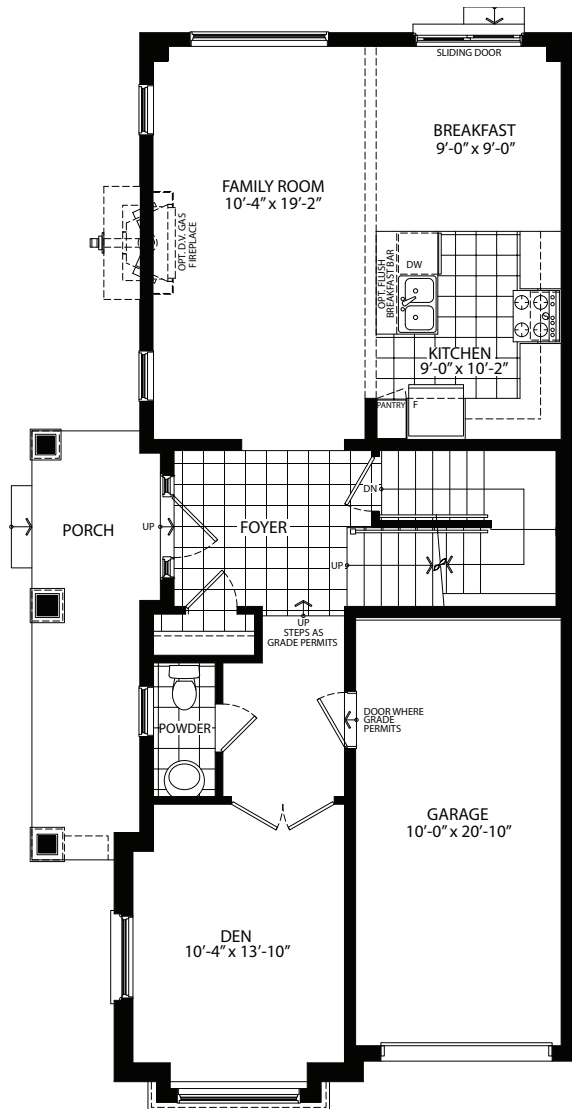 SLIDING DOOR
BREAKFAST
9'-0" x 9'-0"
FAMILY ROOM
10'-4" x 19'-2"
OPT. D.V. GAS
FIREPLACE
DW
OPT. FLUSH
BREAKFAST BAR
KITCHEN
9'-0" x 10'-2"
PANTRY
F
DN
PORCH
UP
FOYER
UP
UP
STEPS AS
GRADE PERMITS
POWDER
DOOR WHERE
GRADE
PERMITS
GARAGE
10'-0" x 20'-10"
DEN
10'-4" x 13'-10"